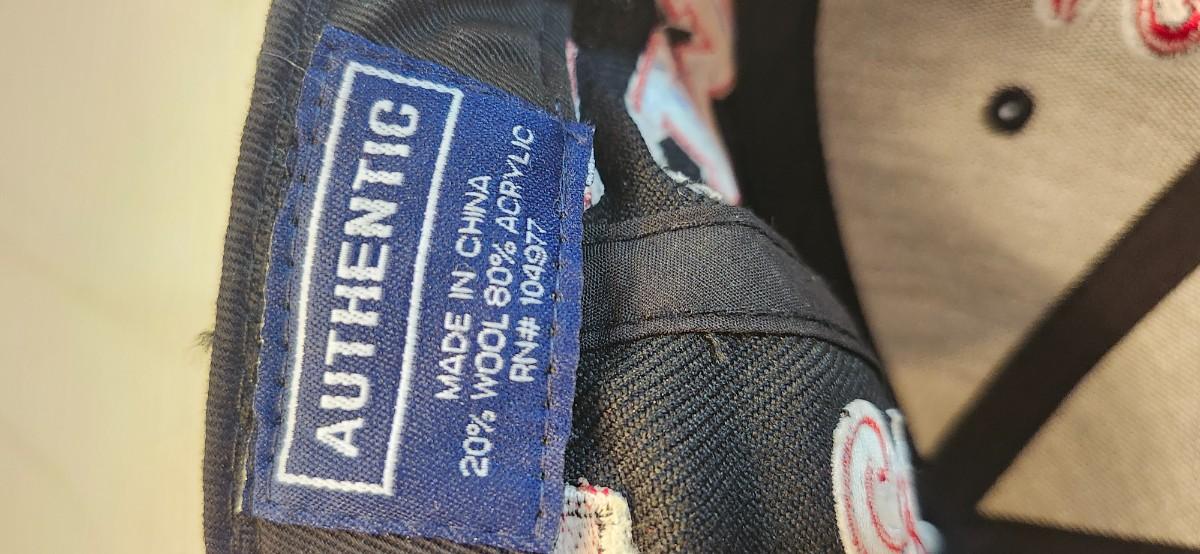 AUTHENTIC
MADE IN CHINA
20% WOOL 80% ACRYLIC
RN# 104977